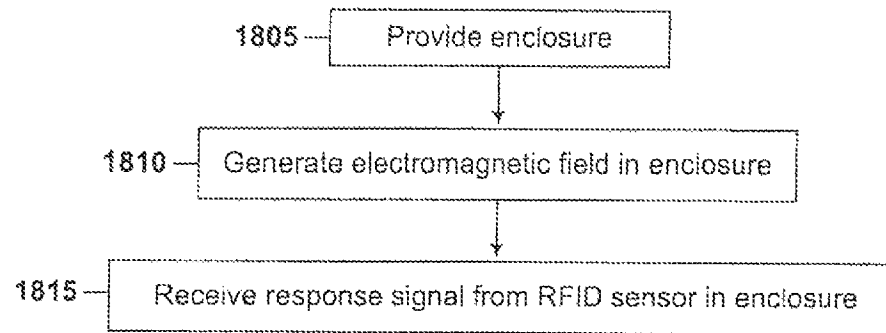 1805 Provide enclosure
1810 Generate electromagnetic field in enclosure
1815 Receive response signal from RFID sensor in enclosure